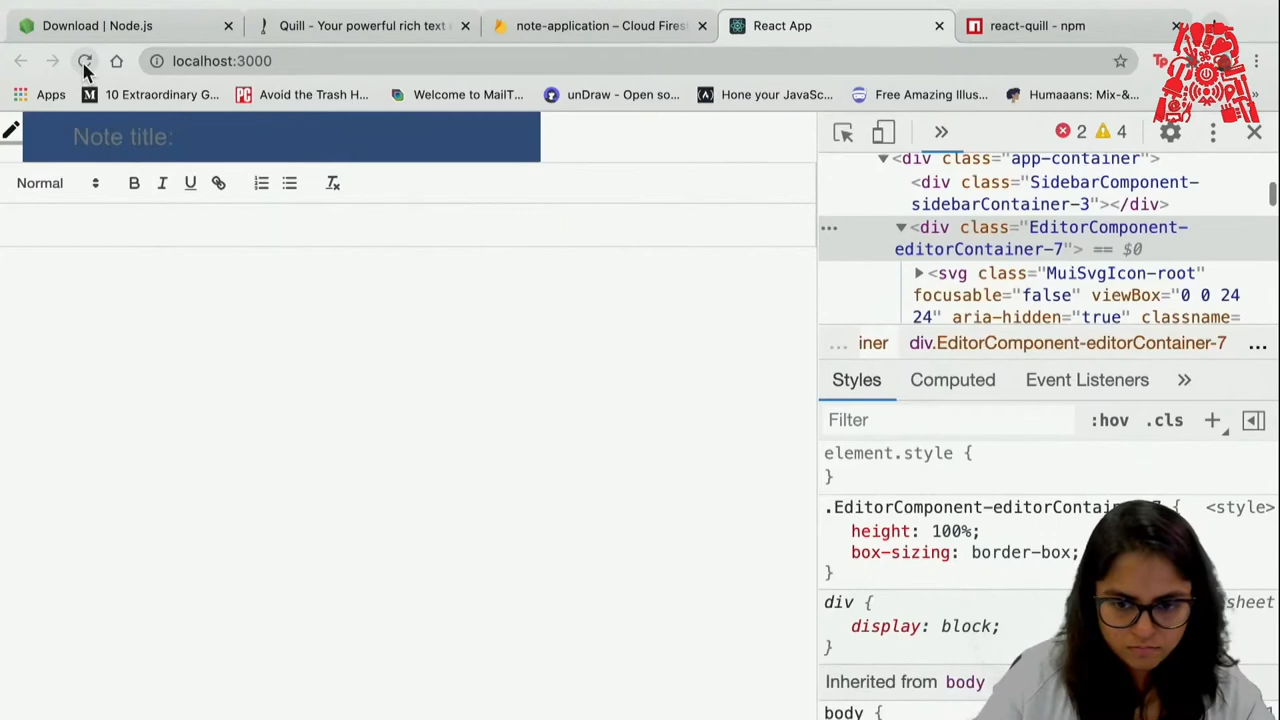 Download | Node.js
Quill - Your powerful rich text
note-application – Cloud Fires
React App
react-quill - npm
localhost:3000
Apps
10 Extraordinary G...
Avoid the Trash H...
Welcome to MailT...
unDraw - Open so...
Hone your JavaS...
Free Amazing Illus...
Humaaans: Mix-&...
»
Note title:
Normal
B I U
» 2 4
<div class="app-container">
<div class="SidebarComponent-
sidebarContainer-3"></div>
<div class="EditorComponent-
editorContainer-7"> == $0
<svg class="MuiSvgIcon-root"
focusable="false" viewBox="0 0 24
24" aria-hidden="true" classname=
... iner div.EditorComponent-editorContainer-7 ...
Styles Computed Event Listeners »
Filter :hov .cls +
element.style {
}
.EditorComponent-editorContai 7 { <style>
height: 100%;
box-sizing: border-box;
}
div { sheet
display: block;
}
Inherited from body
body {